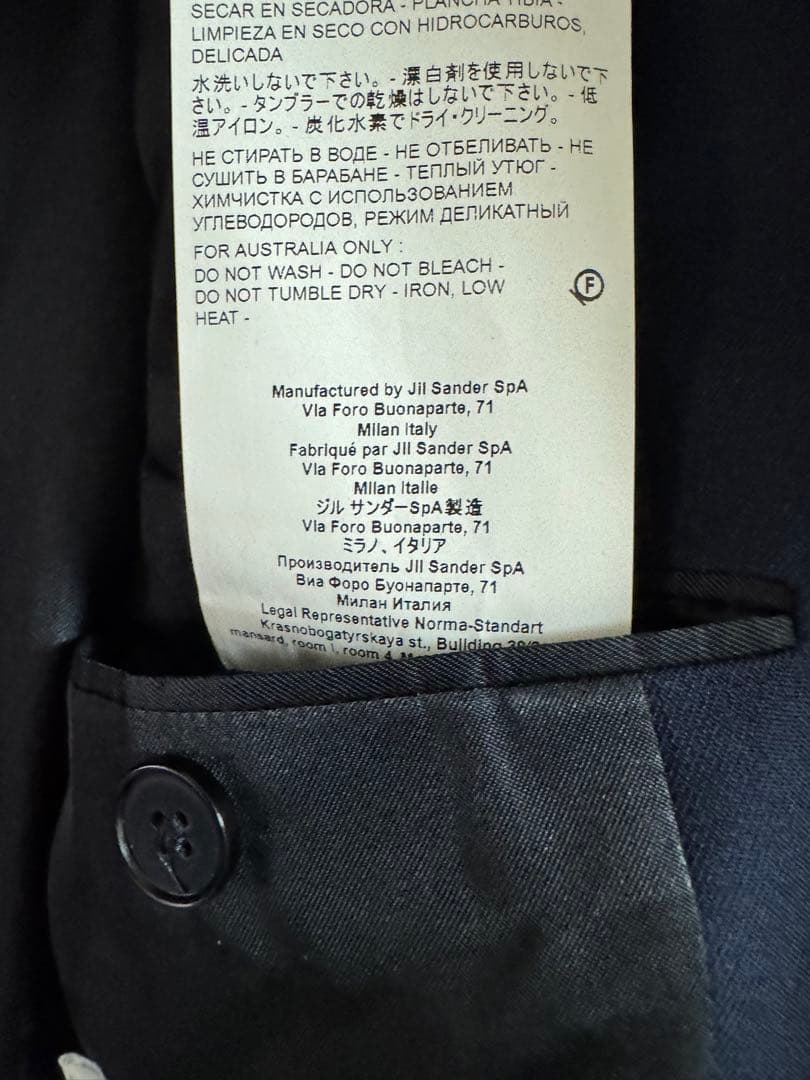 SECAR EN SECADORA - PLANCHA TIBIA -
LIMPIEZA EN SECO CON HIDROCARBUROS,
DELICADA
水洗いしないで下さい。- 漂白剤を使用しないで下
さい。- タンブラーでの乾燥はしないで下さい。- 低
温アイロン。- 炭化水素でドライ・クリーニング。
НЕ СТИРАТЬ В ВОДЕ - НЕ ОТБЕЛИВАТЬ - НЕ
СУШИТЬ В БАРАБАНЕ - ТЕПЛЫЙ УТЮГ -
ХИМЧИСТКА С ИСПОЛЬЗОВАНИЕМ
УГЛЕВОДОРОДОВ, РЕЖИМ ДЕЛИКАТНЫЙ
FOR AUSTRALIA ONLY :
DO NOT WASH - DO NOT BLEACH -
DO NOT TUMBLE DRY - IRON, LOW
HEAT -
F
Manufactured by Jil Sander SpA
Via Foro Buonaparte, 71
Milan Italy
Fabriqué par Jil Sander SpA
Via Foro Buonaparte, 71
Milan Italie
ジル サンダーSpA製造
Via Foro Buonaparte, 71
ミラノ、イタリア
Производитель Jil Sander SpA
Виа Форо Буонапарте, 71
Милан Италия
Legal Representative Norma-Standart
Krasnobogatyrskaya st., Building
mansard, room I, room 4,